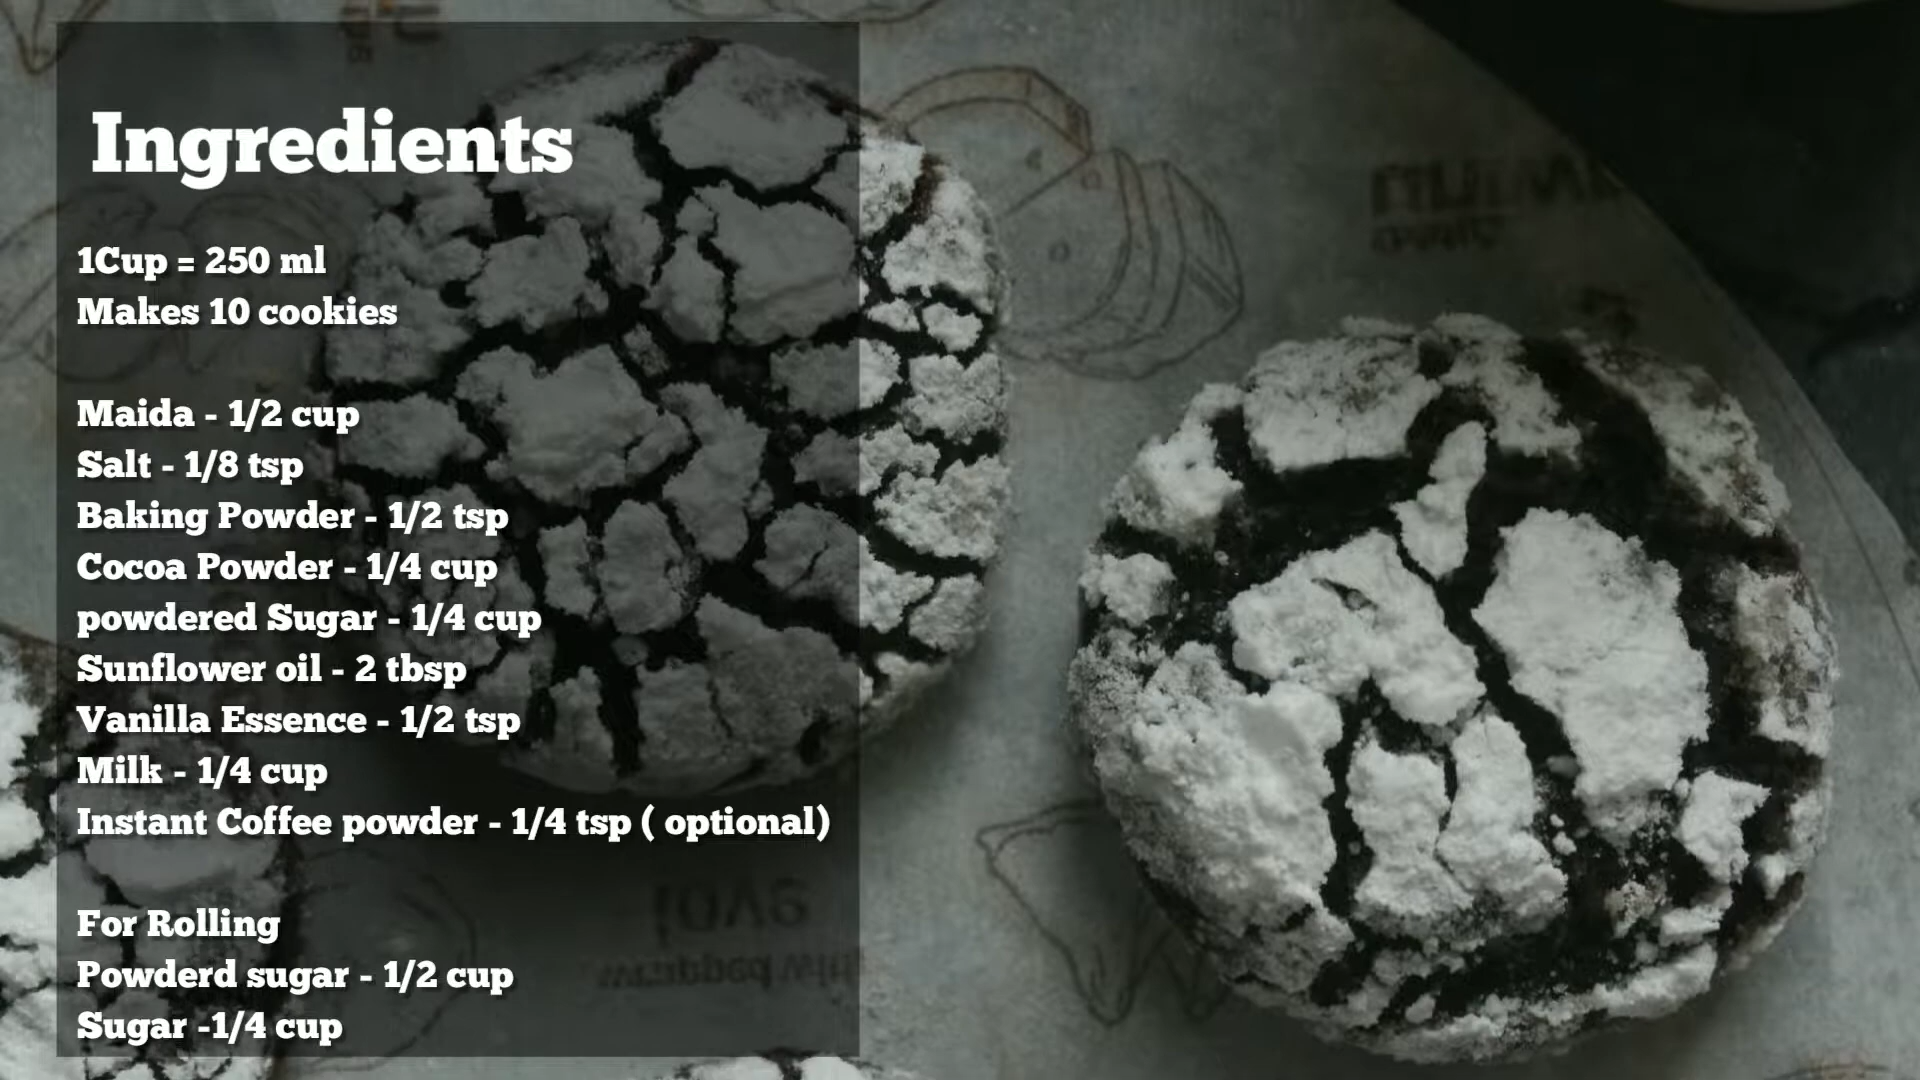 Ingredients
1Cup = 250 ml
Makes 10 cookies
Maida - 1/2 cup
Salt - 1/8 tsp
Baking Powder - 1/2 tsp
Cocoa Powder - 1/4 cup
powdered Sugar - 1/4 cup
Sunflower oil - 2 tbsp
Vanilla Essence - 1/2 tsp
Milk - 1/4 cup
Instant Coffee powder - 1/4 tsp ( optional)
For Rolling
Powderd sugar - 1/2 cup
Sugar -1/4 cup
love
wrapped with